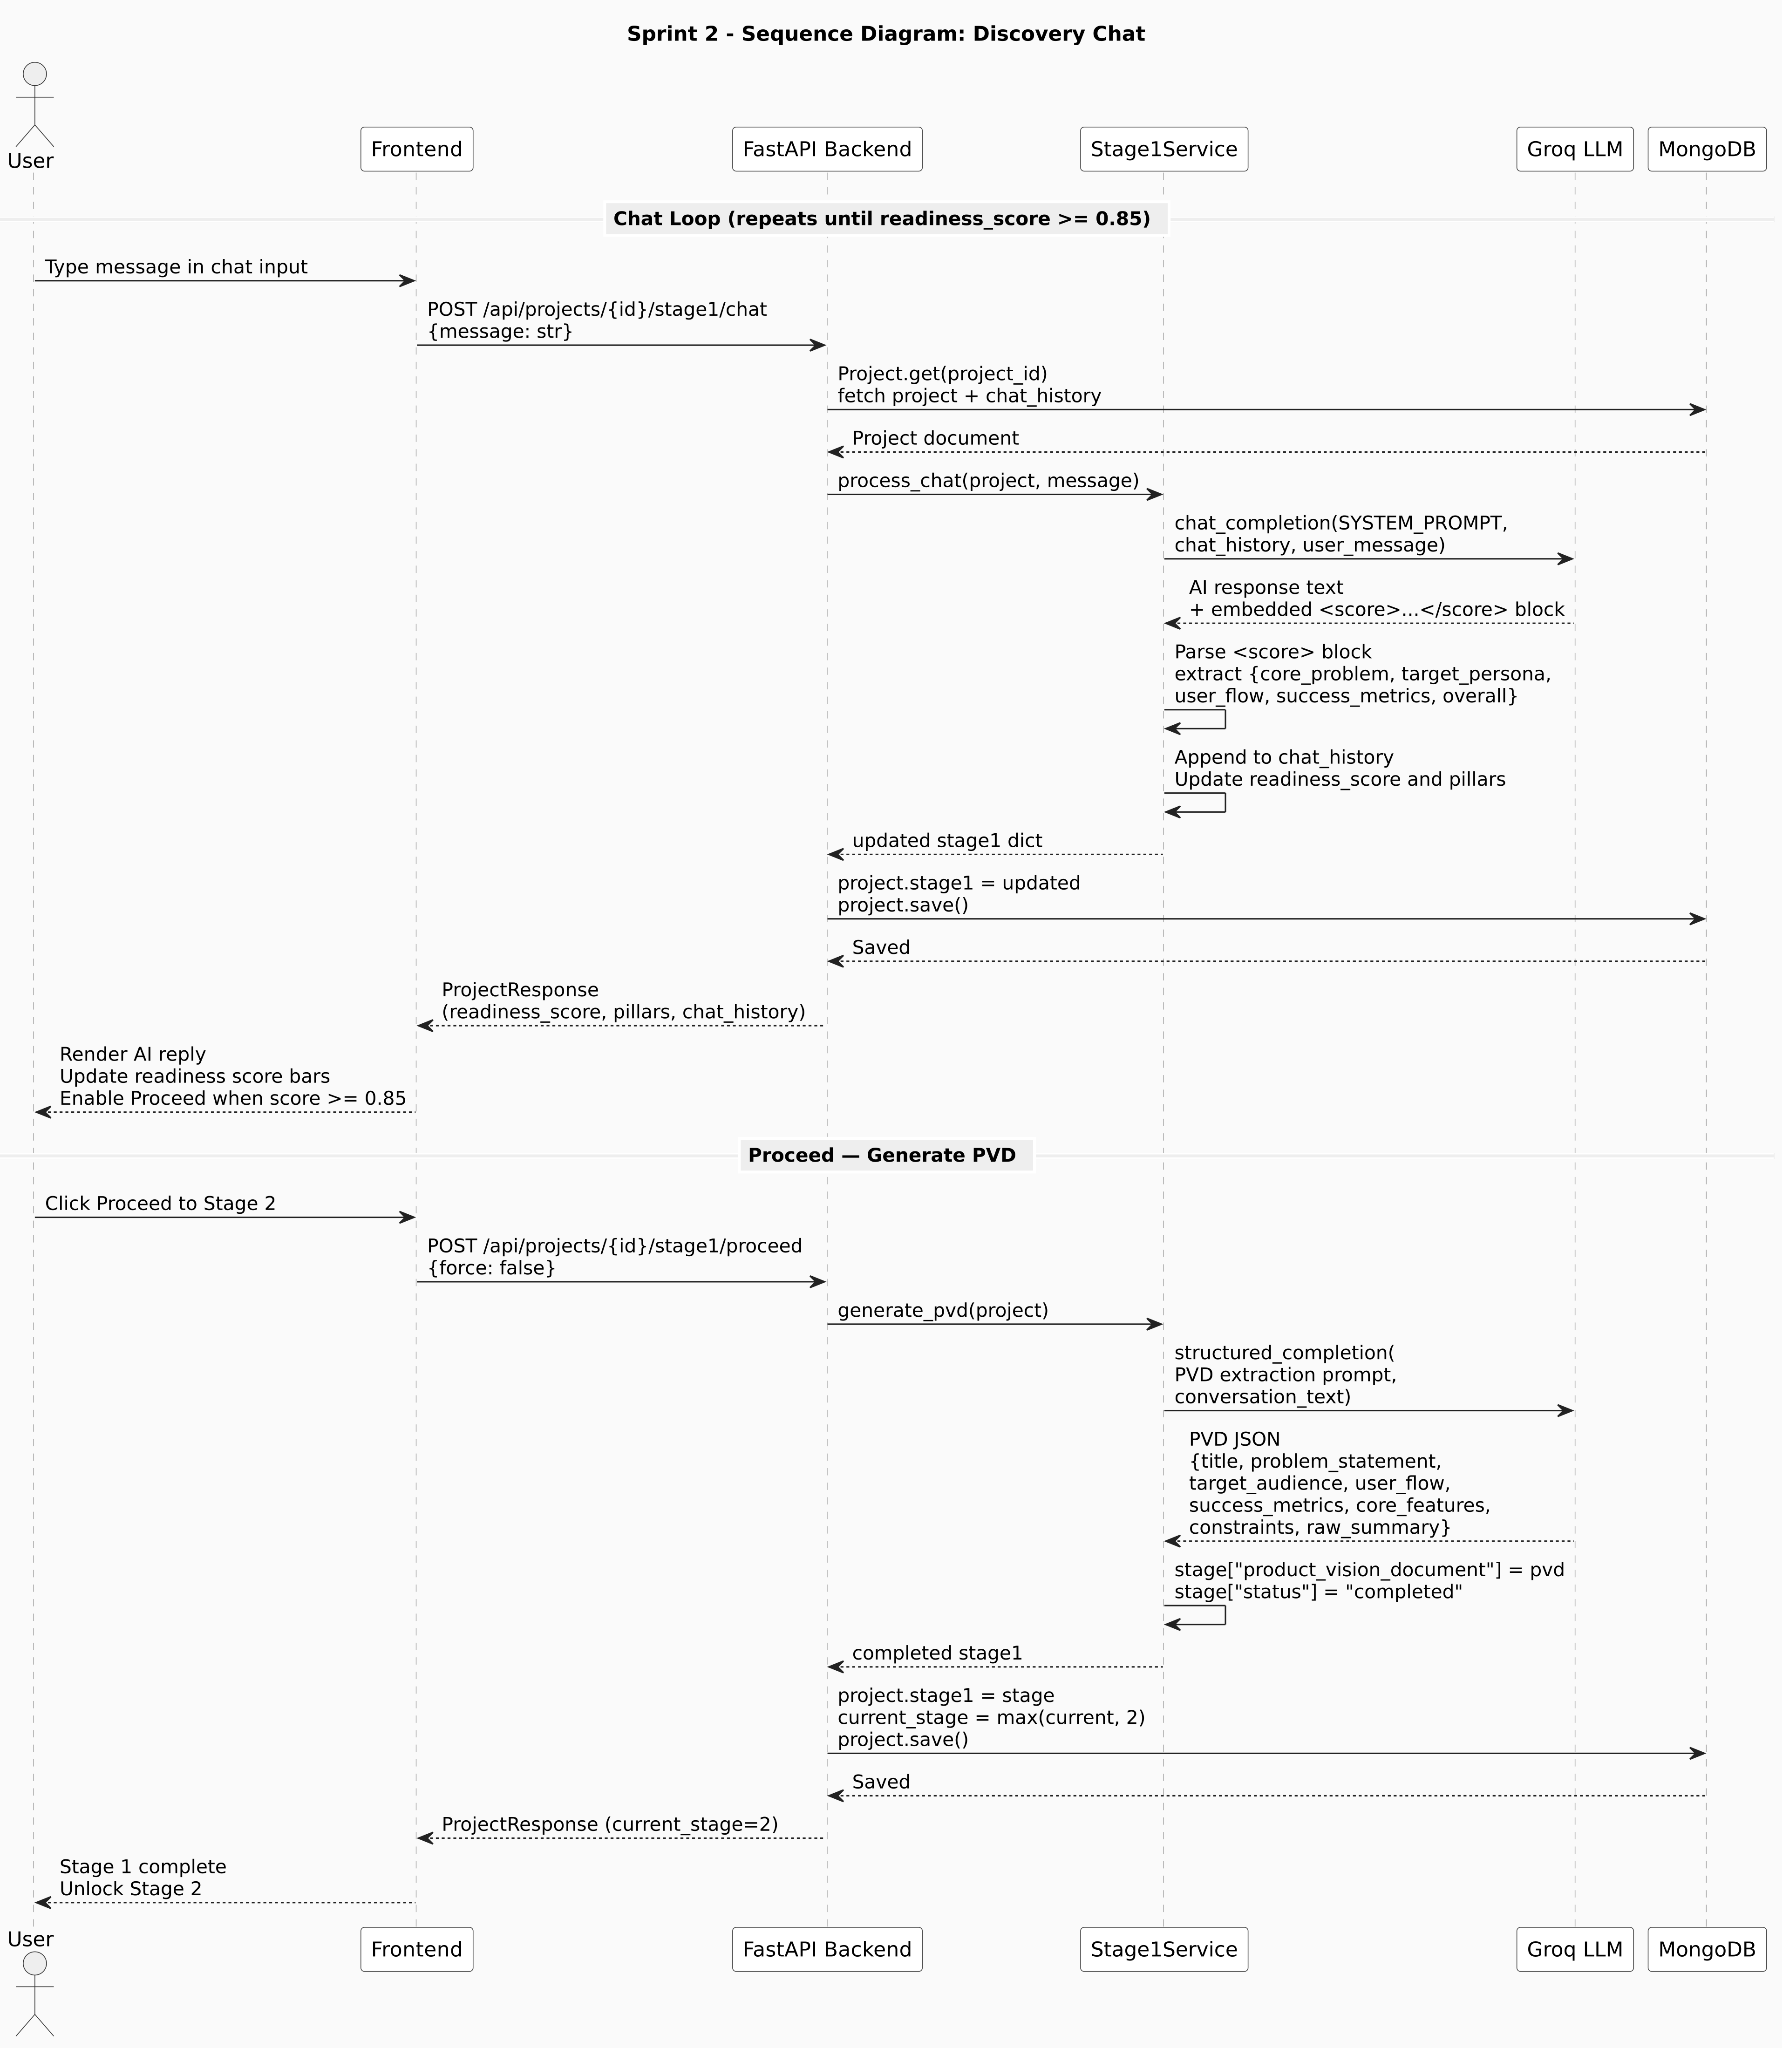 Sprint 2 - Sequence Diagram: Discovery Chat
User
Frontend
FastAPI Backend
Stage1Service
Groq LLM
MongoDB
Chat Loop (repeats until readiness_score >= 0.85)
Type message in chat input
POST /api/projects/{id}/stage1/chat
{message: str}
Project.get(project_id)
fetch project + chat_history
Project document
process_chat(project, message)
chat_completion(SYSTEM_PROMPT,
chat_history, user_message)
AI response text
+ embedded <score>...</score> block
Parse <score> block
extract {core_problem, target_persona,
user_flow, success_metrics, overall}
Append to chat_history
Update readiness_score and pillars
updated stage1 dict
project.stage1 = updated
project.save()
Saved
ProjectResponse
(readiness_score, pillars, chat_history)
Render AI reply
Update readiness score bars
Enable Proceed when score >= 0.85
Proceed — Generate PVD
Click Proceed to Stage 2
POST /api/projects/{id}/stage1/proceed
{force: false}
generate_pvd(project)
structured_completion(
PVD extraction prompt,
conversation_text)
PVD JSON
{title, problem_statement,
target_audience, user_flow,
success_metrics, core_features,
constraints, raw_summary}
stage["product_vision_document"] = pvd
stage["status"] = "completed"
completed stage1
project.stage1 = stage
current_stage = max(current, 2)
project.save()
Saved
ProjectResponse (current_stage=2)
Stage 1 complete
Unlock Stage 2
User
Frontend
FastAPI Backend
Stage1Service
Groq LLM
MongoDB